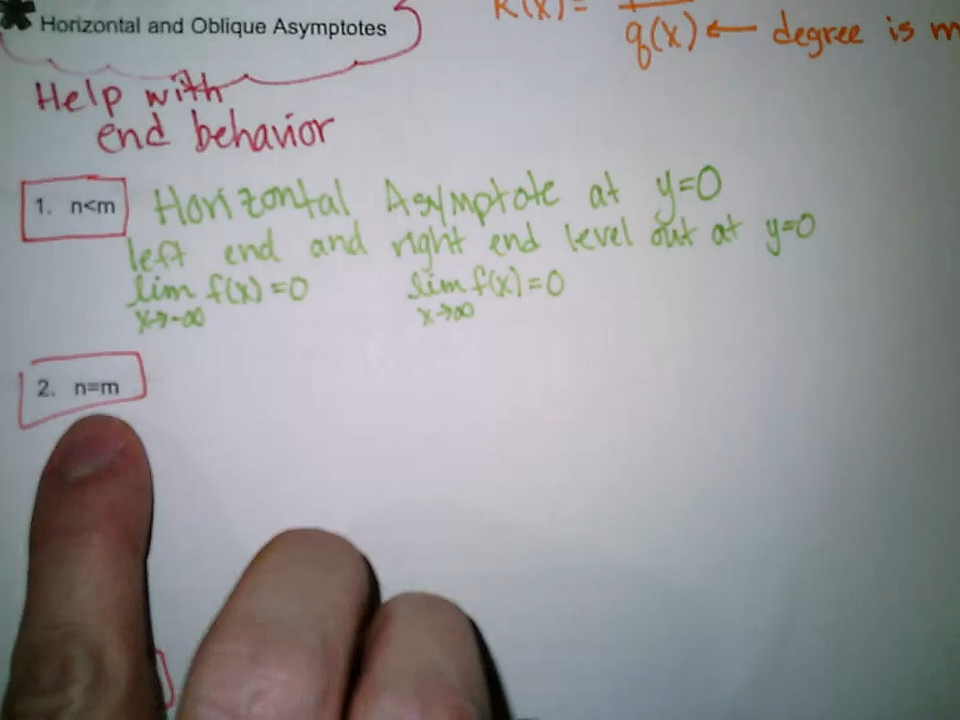 Horizontal and Oblique Asymptotes
R(x) =
q(x) ← degree is m
Help with
end behavior
1. n<m Horizontal Asymptote at y=0
left end and right end level out at y=0
lim f(x) = 0 lim f(x) = 0
x→-∞ x→∞
2. n=m